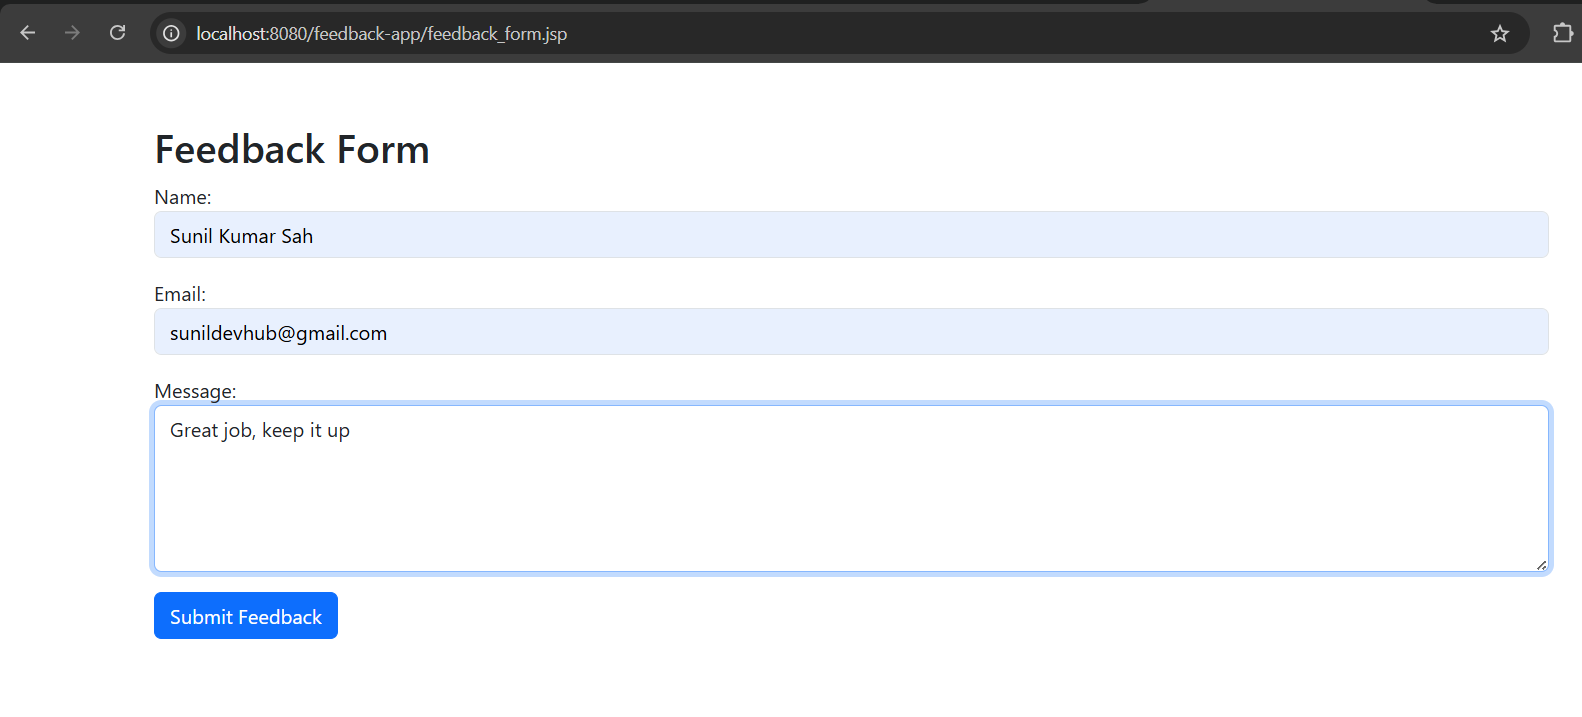 localhost:8080/feedback-app/feedback_form.jsp
Feedback Form
Name:
Sunil Kumar Sah
Email:
sunildevhub@gmail.com
Message:
Great job, keep it up
Submit Feedback